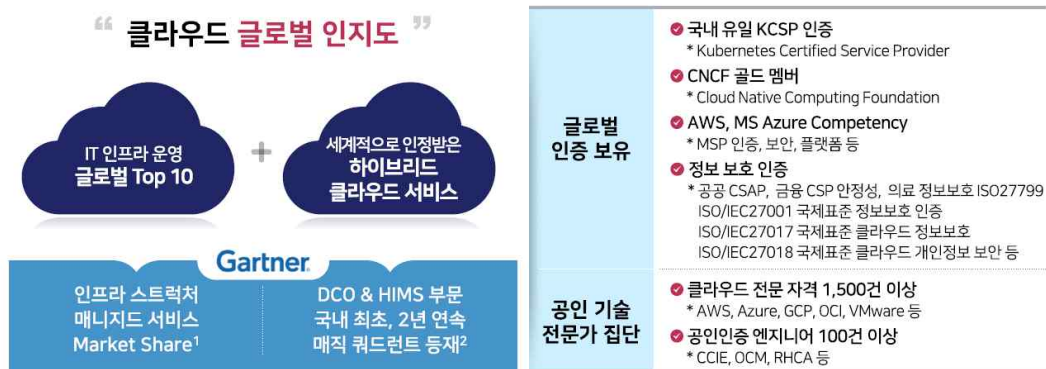 “ 클라우드 글로벌 인지도 ”
IT 인프라 운영
글로벌 Top 10
+
세계적으로 인정받은
하이브리드
클라우드 서비스
Gartner.
인프라 스트럭처
매니지드 서비스
Market Share¹
DCO & HIMS 부문
국내 최초, 2년 연속
매직 쿼드런트 등재²
글로벌
인증 보유
국내 유일 KCSP 인증
* Kubernetes Certified Service Provider
CNCF 골드 멤버
* Cloud Native Computing Foundation
AWS, MS Azure Competency
* MSP 인증, 보안, 플랫폼 등
정보 보호 인증
* 공공 CSAP, 금융 CSP 안정성, 의료 정보보호 ISO27799
ISO/IEC27001 국제표준 정보보호 인증
ISO/IEC27017 국제표준 클라우드 정보보호
ISO/IEC27018 국제표준 클라우드 개인정보 보안 등
공인 기술
전문가 집단
클라우드 전문 자격 1,500건 이상
* AWS, Azure, GCP, OCI, VMware 등
공인인증 엔지니어 100건 이상
* CCIE, OCM, RHCA 등